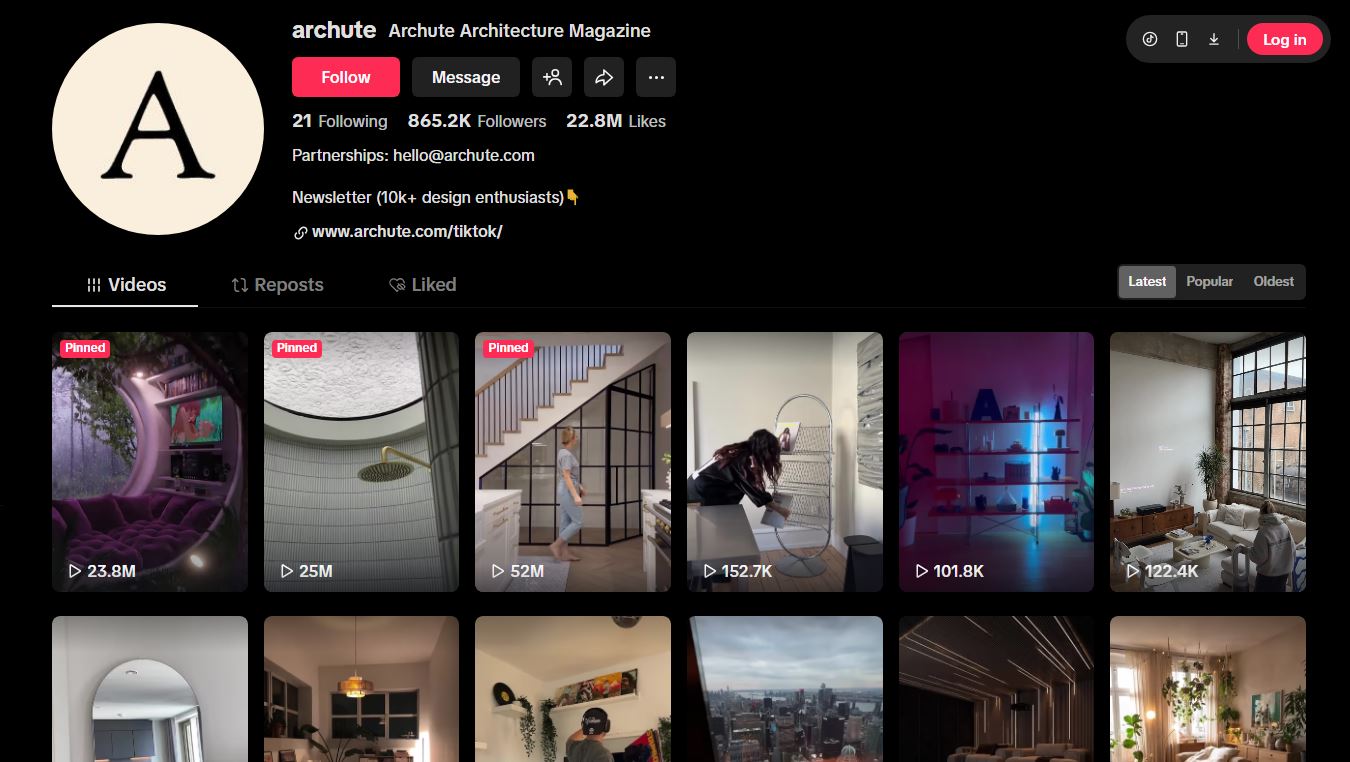 archute Archute Architecture Magazine
Log in
A
Follow Message
21 Following 865.2K Followers 22.8M Likes
Partnerships: hello@archute.com
Newsletter (10k+ design enthusiasts)👇
www.archute.com/tiktok/
Videos Reposts Liked
Latest Popular Oldest
Pinned Pinned Pinned
A
23.8M 25M 52M 152.7K 101.8K 122.4K